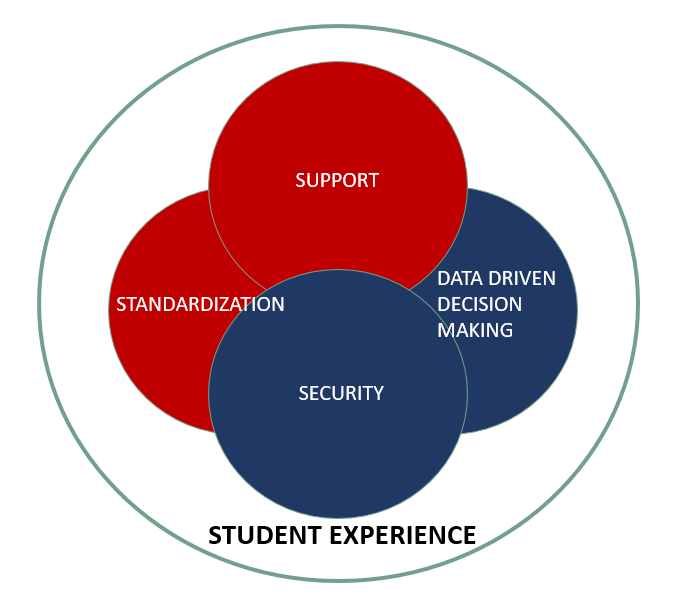 SUPPORT
STANDARDIZATION
DATA DRIVEN
DECISION
MAKING
SECURITY
STUDENT EXPERIENCE